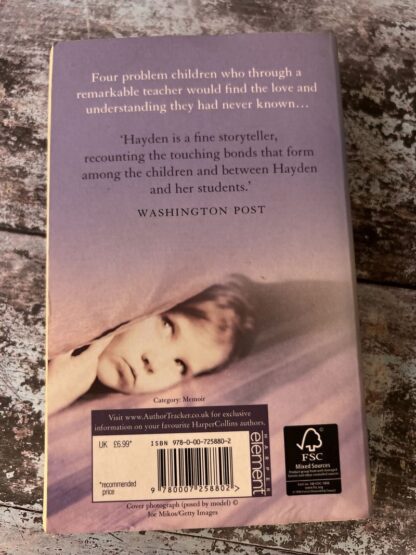 Four problem children who through a
remarkable teacher would find the love and
understanding they had never known…
‘Hayden is a fine storyteller,
recounting the touching bonds that form
among the children and between Hayden
and her students.’
WASHINGTON POST
Category: Memoir
Visit www.AuthorTracker.co.uk for exclusive
information on your favourite HarperCollins authors.
UK £6.99*
*recommended
price
ISBN 978-0-00-725880-2
9 780007 258802 >
HARPER
element
FSC
Mixed Sources
Cover photograph (posed by model) ©
Joe Mikos/Getty Images